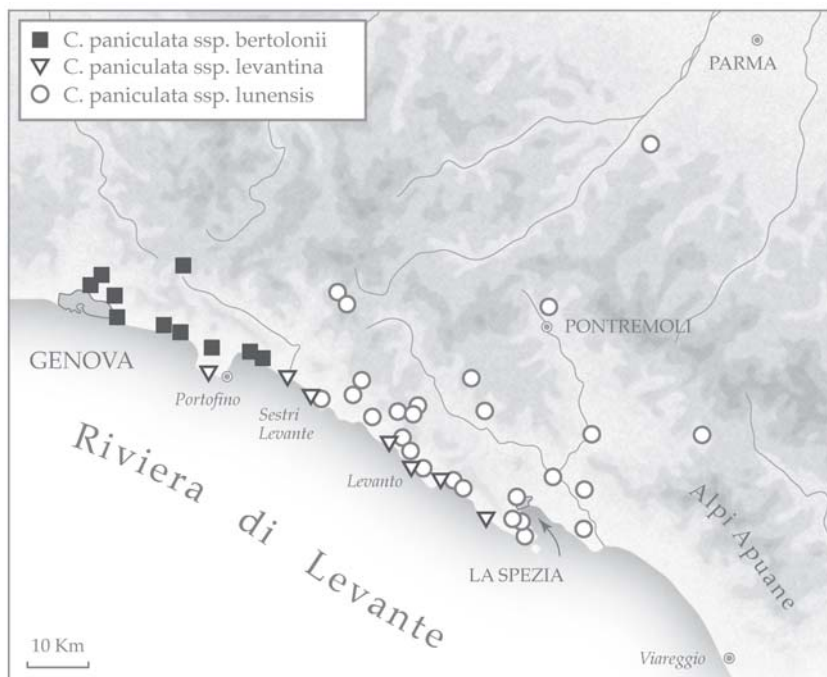 C. paniculata ssp. bertolonii
C. paniculata ssp. levantina
C. paniculata ssp. lunensis
PARMA
PONTREMOLI
GENOVA
Portofino
Sestri
Levante
Levanto
Riviera di Levante
Alpi Apuane
LA SPEZIA
Viareggio
10 Km